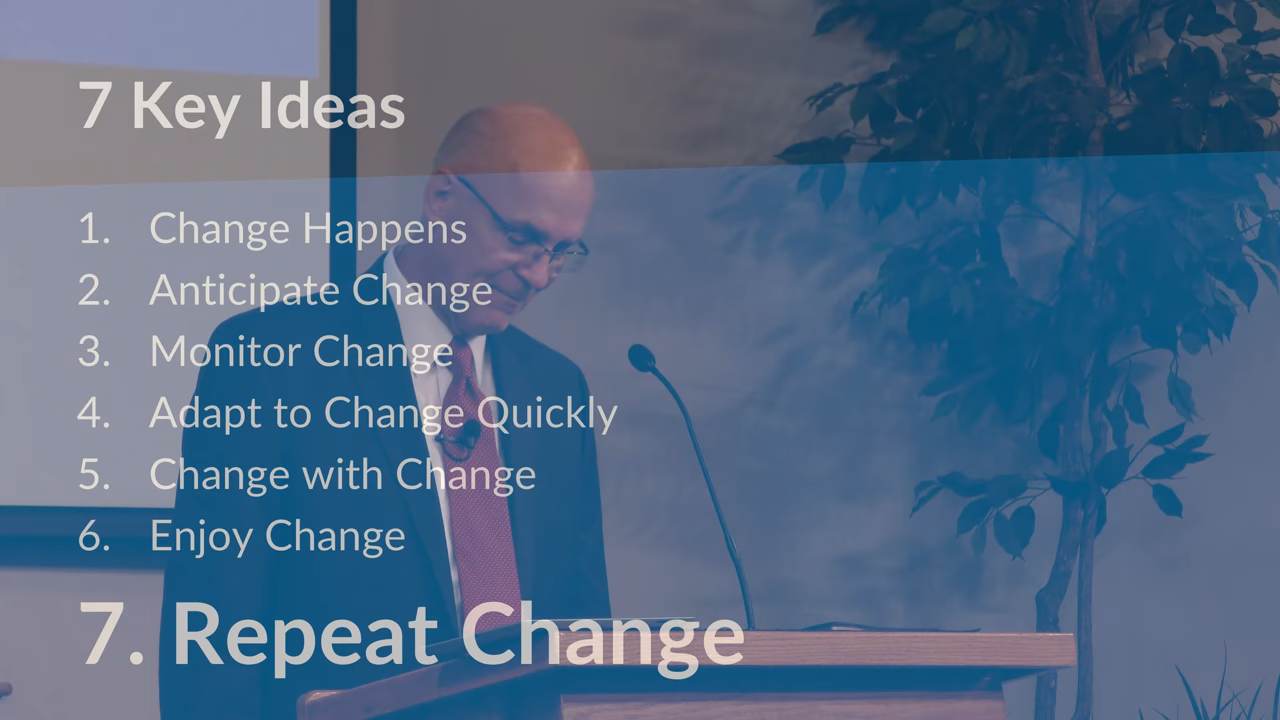 7 Key Ideas
1. Change Happens
2. Anticipate Change
3. Monitor Change
4. Adapt to Change Quickly
5. Change with Change
6. Enjoy Change
7. Repeat Change